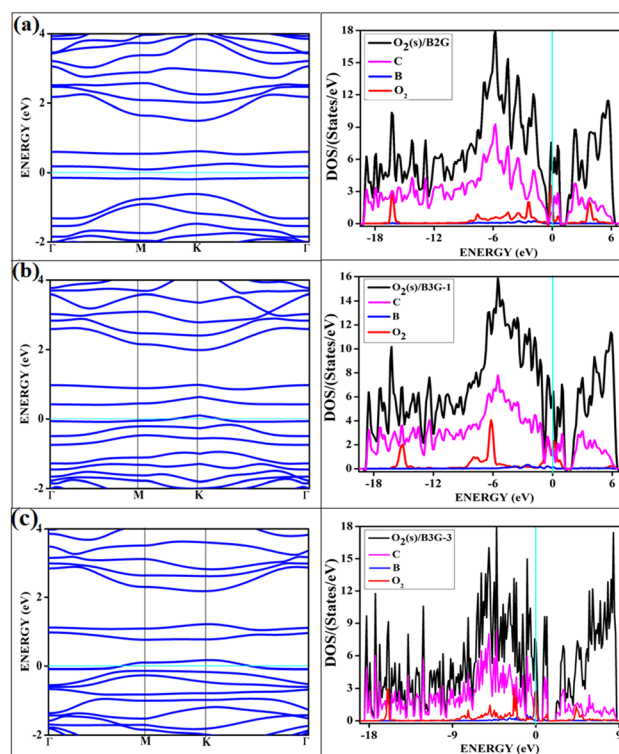 (a)
ENERGY (eV)
4
2
0
-2
Γ M K Γ
DOS/(States/eV)
18
15
12
9
6
3
0
O₂(s)/B2G
C
B
O₂
-18 -12 -6 0 6
ENERGY (eV)
(b)
ENERGY (eV)
4
2
0
-2
Γ M K Γ
DOS/(States/eV)
16
14
12
10
8
6
4
2
0
O₂(s)/B3G-1
C
B
O₂
-18 -12 -6 0 6
ENERGY (eV)
(c)
ENERGY (eV)
4
2
0
-2
Γ M K Γ
DOS/(States/eV)
18
15
12
9
6
3
0
O₂(s)/B3G-3
C
B
O₂
-18 -9 0 9
ENERGY (eV)